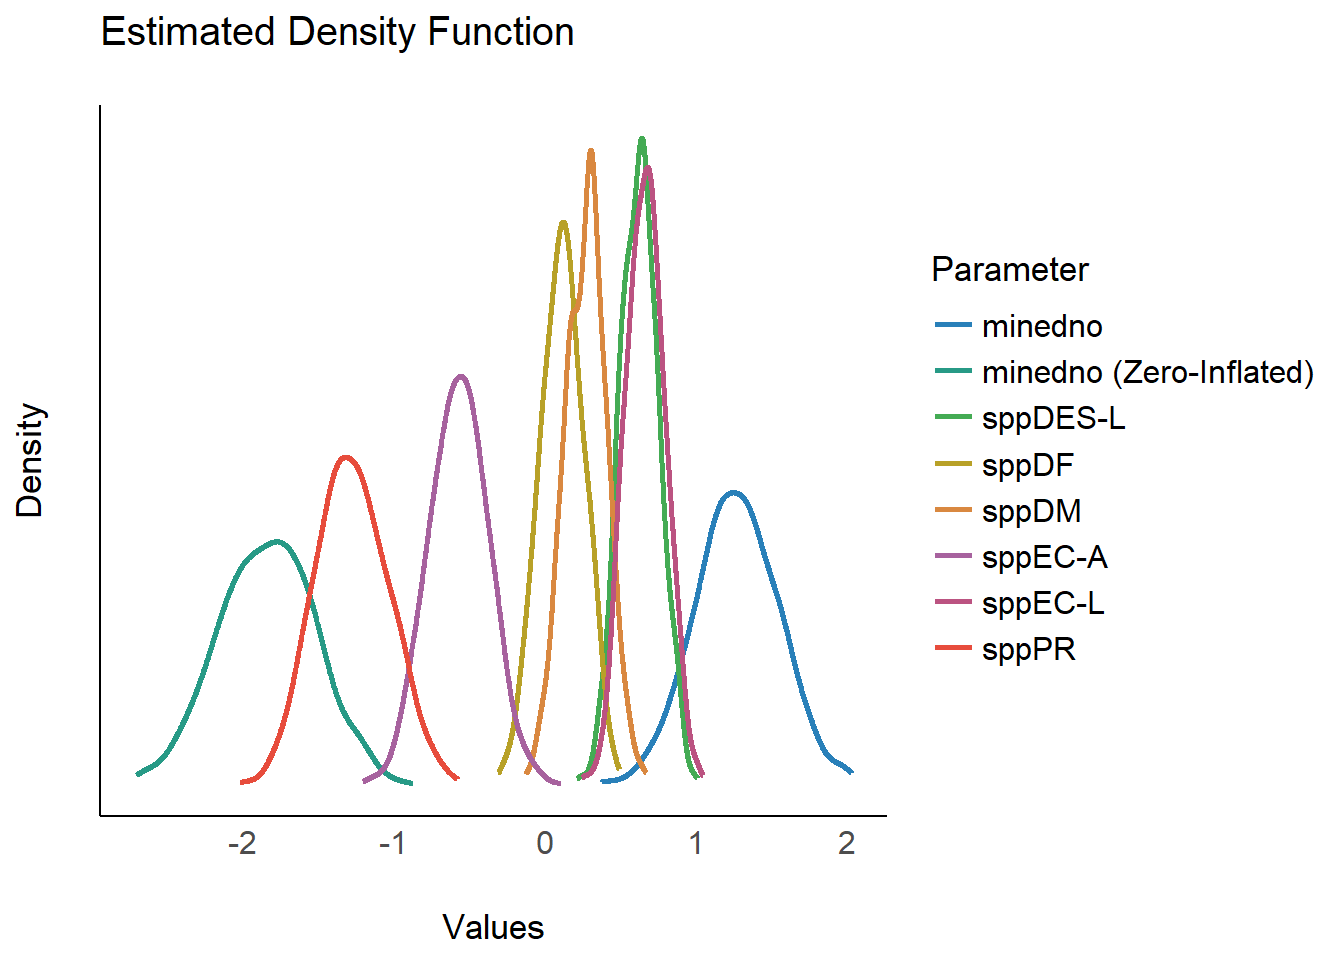 Estimated Density Function
Density
Parameter
minedno
minedno (Zero-Inflated)
sppDES-L
sppDF
sppDM
sppEC-A
sppEC-L
sppPR
-2 -1 0 1 2
Values